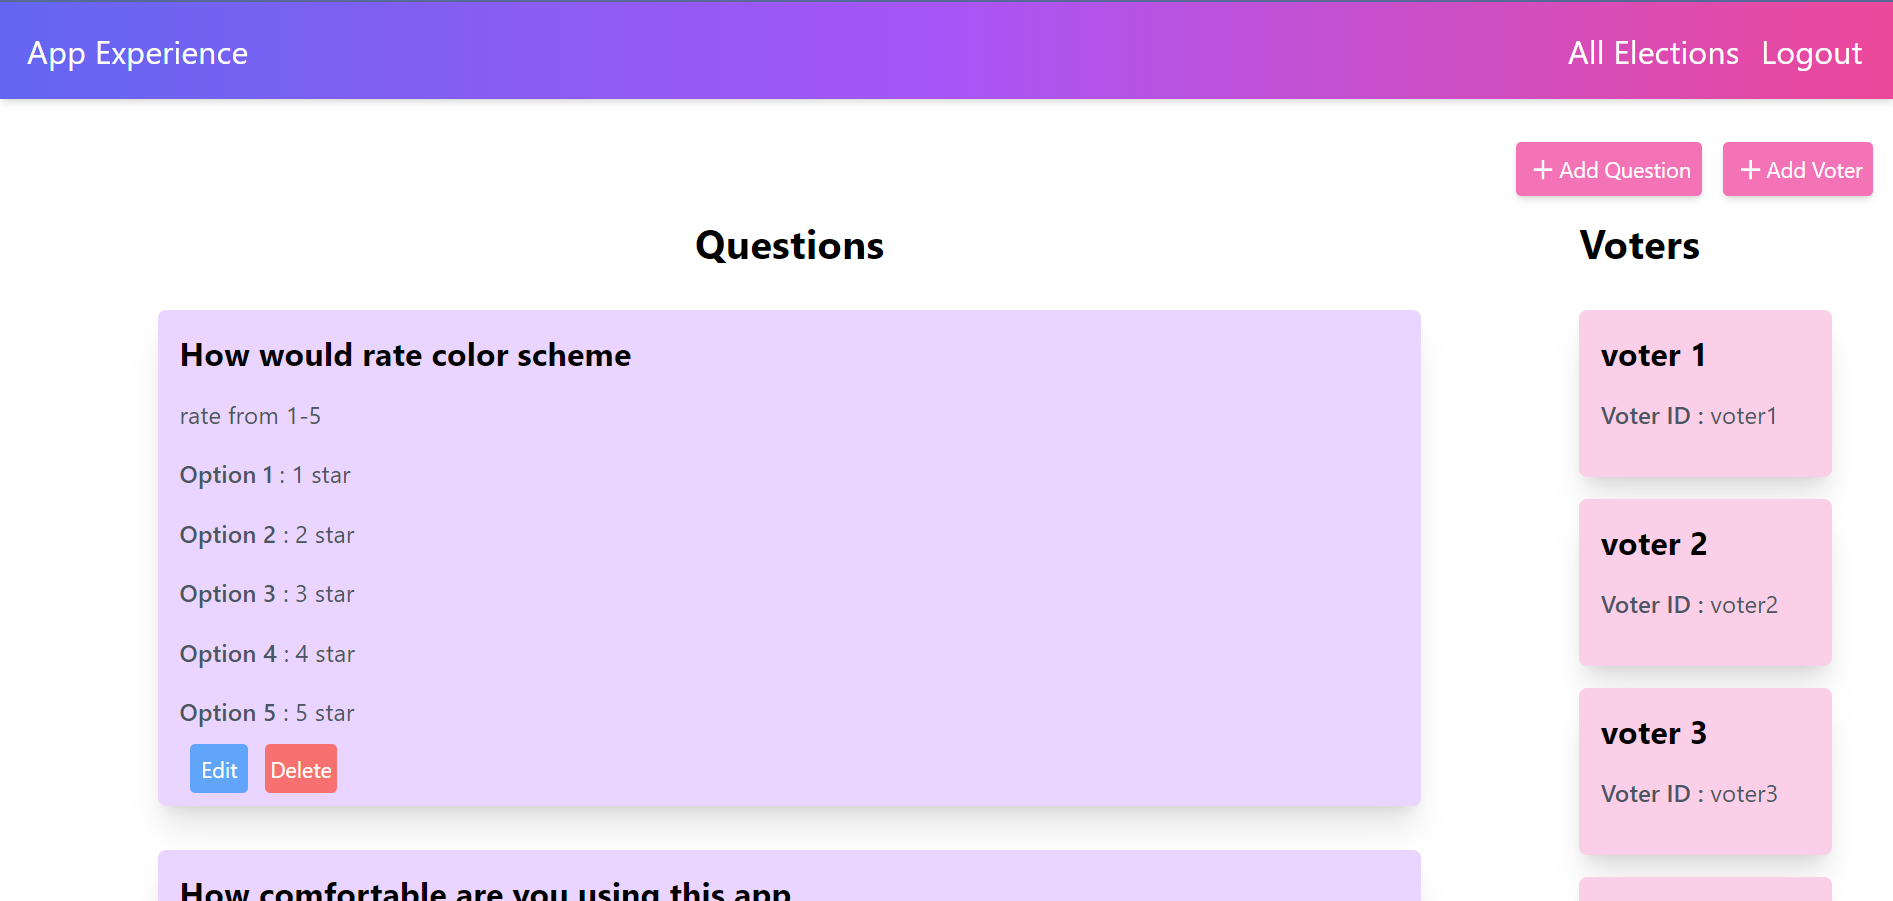 App Experience
All Elections Logout
+ Add Question
+ Add Voter
Questions
How would rate color scheme
rate from 1-5
Option 1 : 1 star
Option 2 : 2 star
Option 3 : 3 star
Option 4 : 4 star
Option 5 : 5 star
Edit Delete
How comfortable are you using this app
Voters
voter 1
Voter ID : voter1
voter 2
Voter ID : voter2
voter 3
Voter ID : voter3